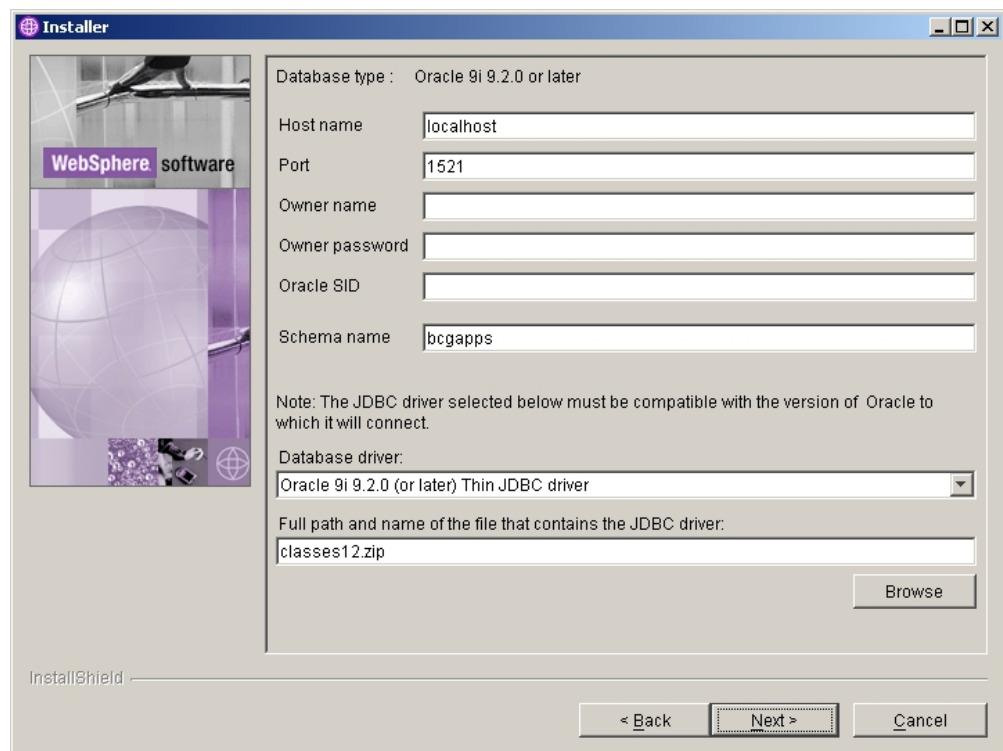 Installer
WebSphere software
Database type : Oracle 9i 9.2.0 or later
Host name localhost
Port 1521
Owner name
Owner password
Oracle SID
Schema name bcgapps
Note: The JDBC driver selected below must be compatible with the version of Oracle to
which it will connect.
Database driver:
Oracle 9i 9.2.0 (or later) Thin JDBC driver
Full path and name of the file that contains the JDBC driver:
classes12.zip
Browse
InstallShield
< Back Next > Cancel